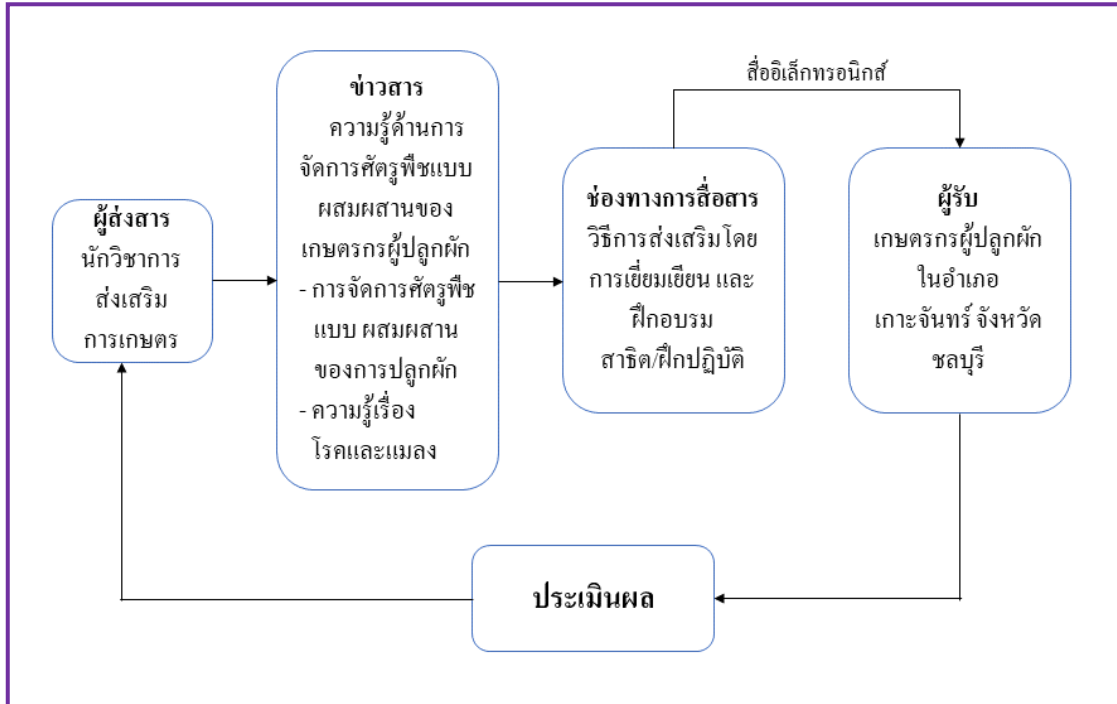 ผู้ส่งสาร
นักวิชาการ
ส่งเสริม
การเกษตร
ข่าวสาร
ความรู้ด้านการ
จัดการศัตรูพืชแบบ
ผสมผสานของ
เกษตรกรผู้ปลูกผัก
- การจัดการศัตรูพืช
แบบ ผสมผสาน
ของการปลูกผัก
- ความรู้เรื่อง
โรคและแมลง
ช่องทางการสื่อสาร
วิธีการส่งเสริมโดย
การเยี่ยมเยียน และ
ฝึกอบรม
สาธิต/ฝึกปฏิบัติ
สื่ออิเล็กทรอนิกส์
ผู้รับ
เกษตรกรผู้ปลูกผัก
ในอำเภอ
เกาะจันทร์ จังหวัด
ชลบุรี
ประเมินผล